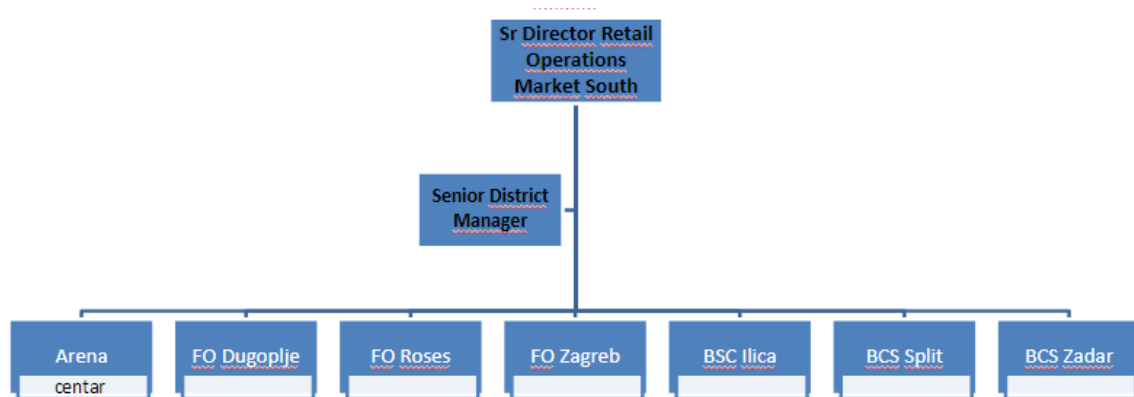 Sr Director Retail
Operations
Market South
Senior District
Manager
Arena
centar
FO Dugoplje
FO Roses
FO Zagreb
BSC Ilica
BCS Split
BCS Zadar